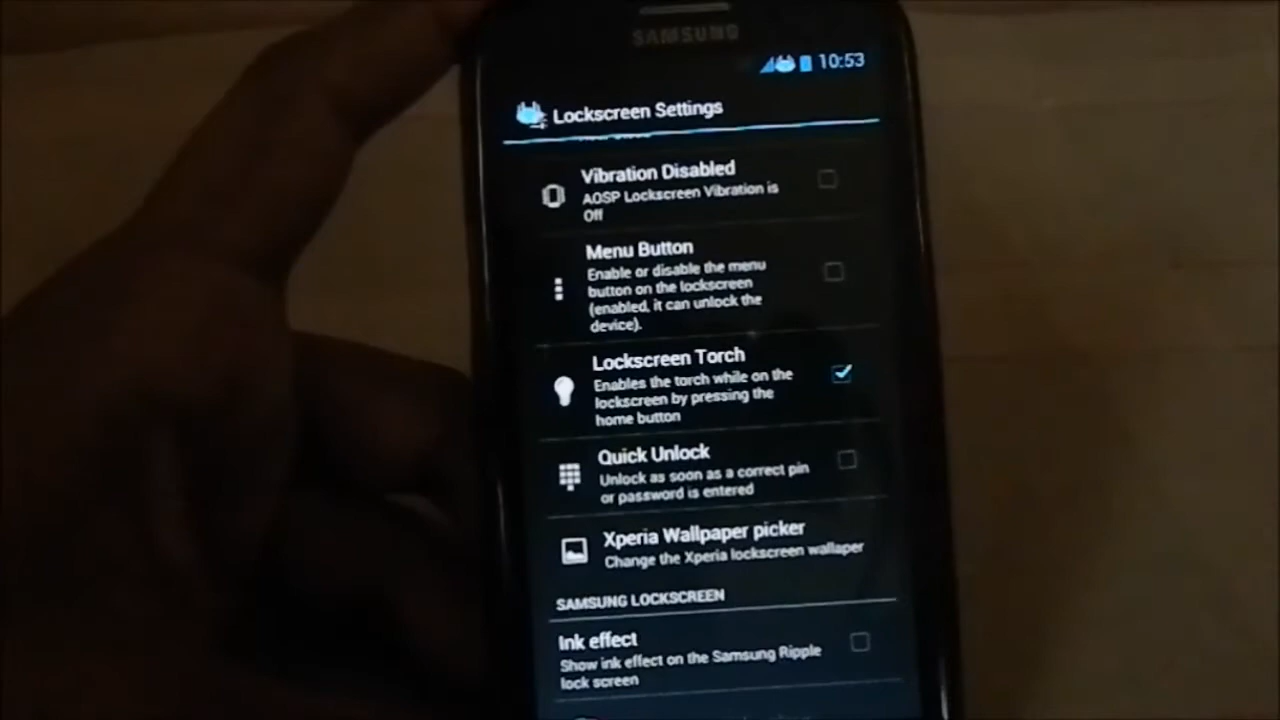 SAMSUNG
10:53
Lockscreen Settings
Vibration Disabled
AOSP Lockscreen Vibration is
Off
Menu Button
Enable or disable the menu
button on the lockscreen
(enabled, it can unlock the
device).
Lockscreen Torch
Enables the torch while on the
lockscreen by pressing the
home button
Quick Unlock
Unlock as soon as a correct pin
or password is entered
Xperia Wallpaper picker
Change the Xperia lockscreen wallaper
SAMSUNG LOCKSCREEN
Ink effect
Show ink effect on the Samsung Ripple
lock screen